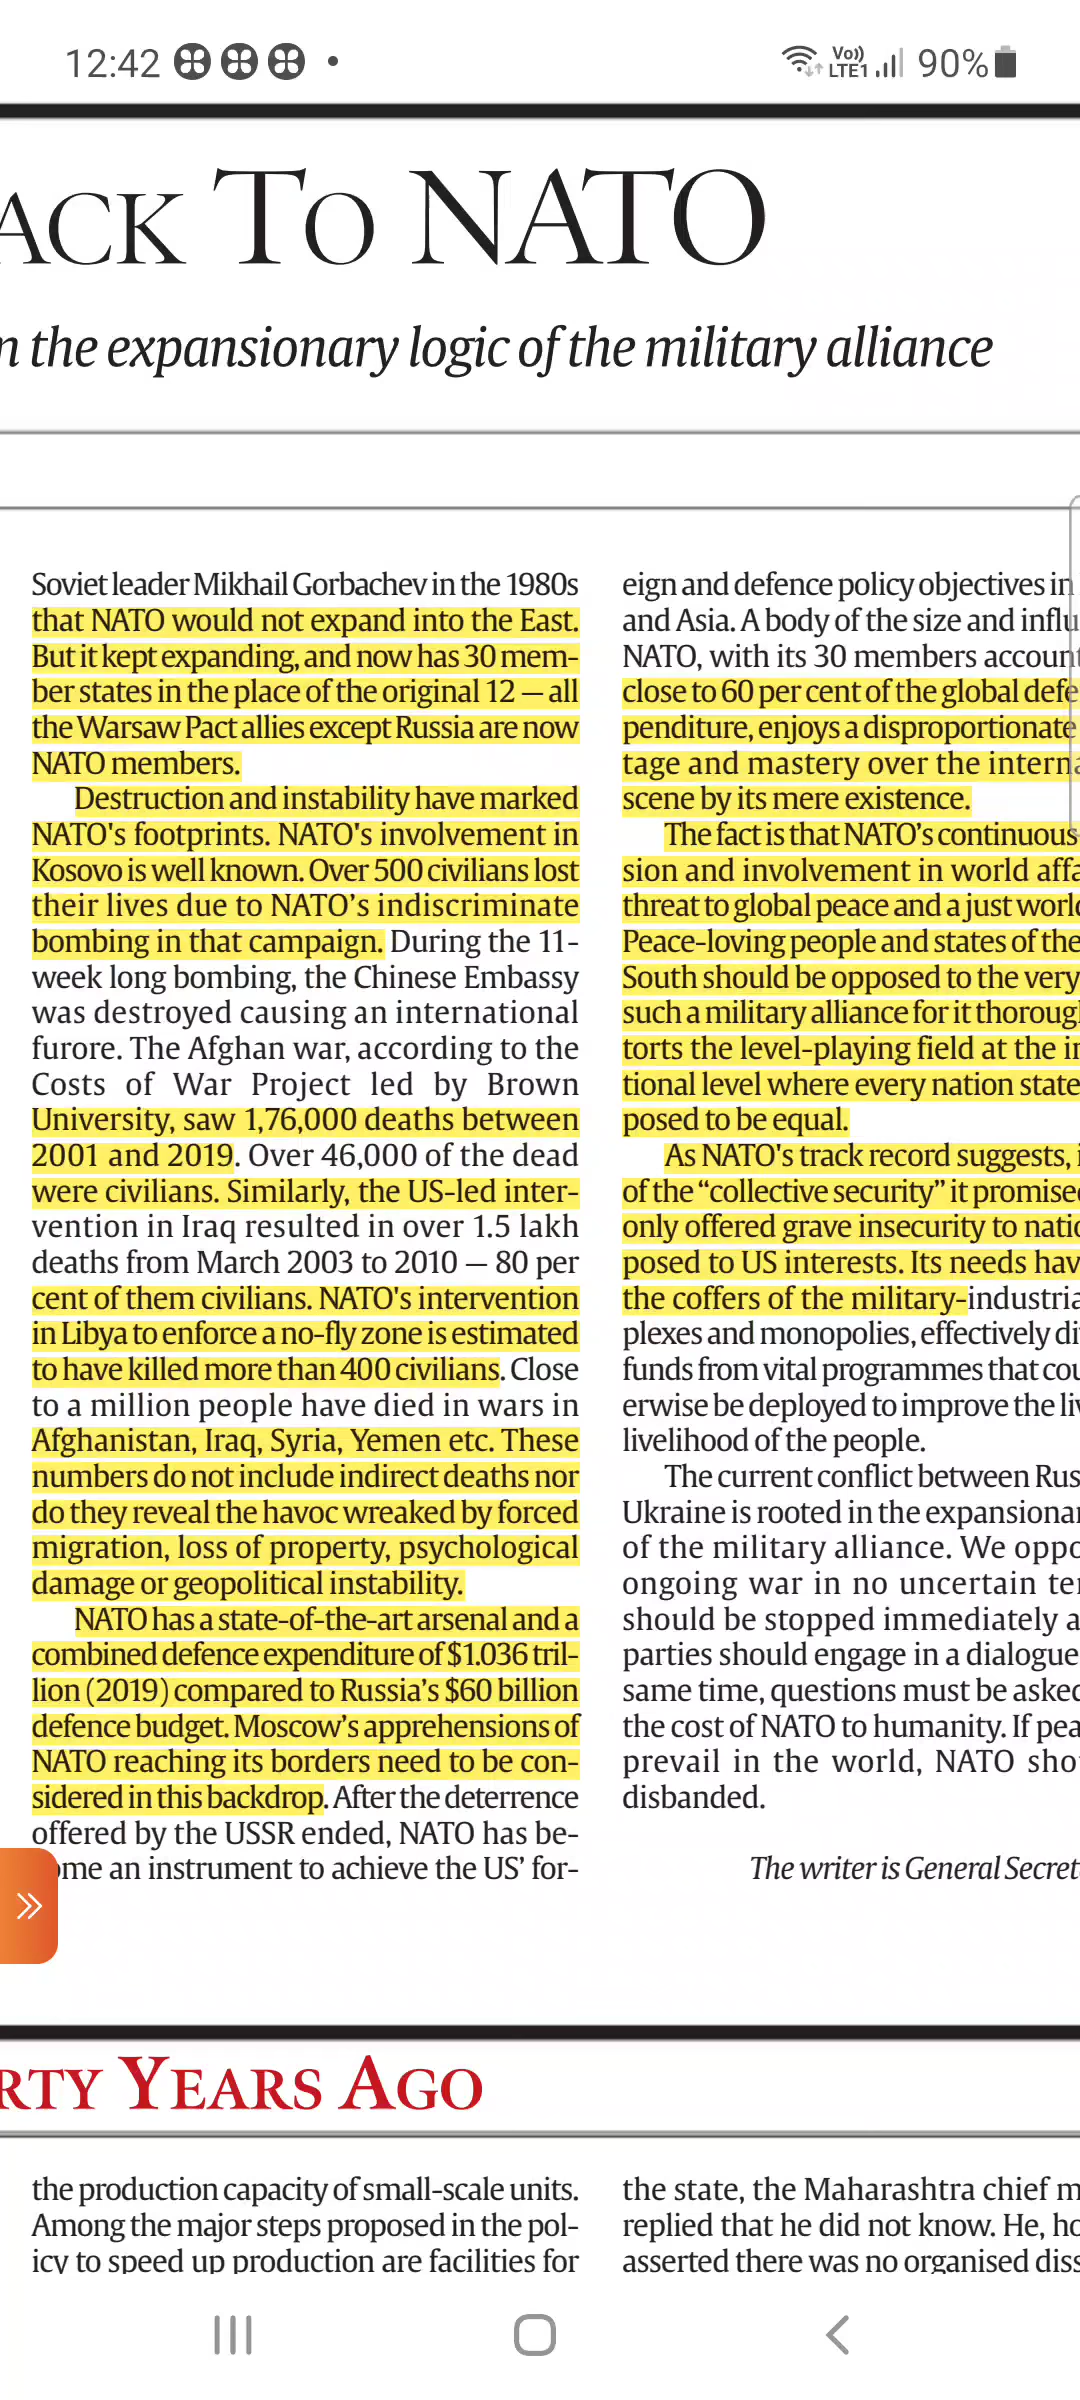 12:42
Vo)) LTE1 90%
ACK TO NATO
the expansionary logic of the military alliance
Soviet leader Mikhail Gorbachev in the 1980s
that NATO would not expand into the East.
But it kept expanding, and now has 30 mem-
ber states in the place of the original 12 — all
the Warsaw Pact allies except Russia are now
NATO members.
Destruction and instability have marked
NATO's footprints. NATO's involvement in
Kosovo is well known. Over 500 civilians lost
their lives due to NATO's indiscriminate
bombing in that campaign. During the 11-
week long bombing, the Chinese Embassy
was destroyed causing an international
furore. The Afghan war, according to the
Costs of War Project led by Brown
University, saw 1,76,000 deaths between
2001 and 2019. Over 46,000 of the dead
were civilians. Similarly, the US-led inter-
vention in Iraq resulted in over 1.5 lakh
deaths from March 2003 to 2010 — 80 per
cent of them civilians. NATO's intervention
in Libya to enforce a no-fly zone is estimated
to have killed more than 400 civilians. Close
to a million people have died in wars in
Afghanistan, Iraq, Syria, Yemen etc. These
numbers do not include indirect deaths nor
do they reveal the havoc wreaked by forced
migration, loss of property, psychological
damage or geopolitical instability.
NATO has a state-of-the-art arsenal and a
combined defence expenditure of $1.036 tril-
lion (2019) compared to Russia's $60 billion
defence budget. Moscow's apprehensions of
NATO reaching its borders need to be con-
sidered in this backdrop. After the deterrence
offered by the USSR ended, NATO has be-
ome an instrument to achieve the US' for-
eign and defence policy objectives in
and Asia. A body of the size and influ
NATO, with its 30 members account
close to 60 per cent of the global defe
penditure, enjoys a disproportionate
tage and mastery over the interna
scene by its mere existence.
The fact is that NATO's continuous
sion and involvement in world affa
threat to global peace and a just world
Peace-loving people and states of the
South should be opposed to the very
such a military alliance for it thorough
torts the level-playing field at the in
tional level where every nation state
posed to be equal.
As NATO's track record suggests, i
of the “collective security” it promised
only offered grave insecurity to natio
posed to US interests. Its needs hav
the coffers of the military-industria
plexes and monopolies, effectively di
funds from vital programmes that cou
erwise be deployed to improve the liv
livelihood of the people.
The current conflict between Rus
Ukraine is rooted in the expansionar
of the military alliance. We oppo
ongoing war in no uncertain ter
should be stopped immediately a
parties should engage in a dialogue
same time, questions must be asked
the cost of NATO to humanity. If pea
prevail in the world, NATO sho
disbanded.
The writer is General Secreta
RTY YEARS AGO
the production capacity of small-scale units.
Among the major steps proposed in the pol-
icy to speed up production are facilities for
the state, the Maharashtra chief m
replied that he did not know. He, ho
asserted there was no organised diss